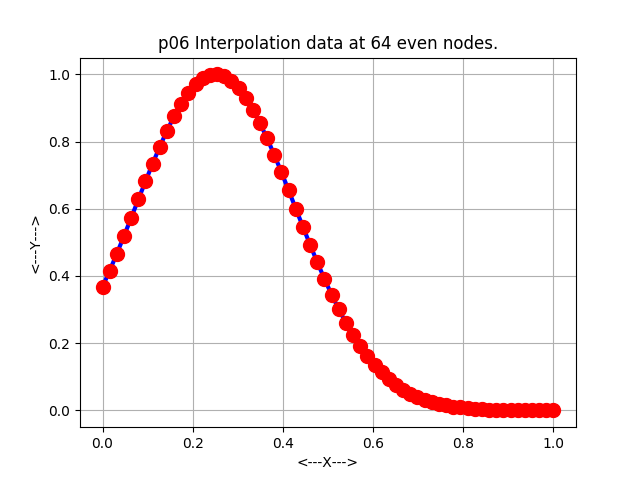 p06 Interpolation data at 64 even nodes.
1.0
0.8
0.6
0.4
0.2
0.0
<---Y--->
0.0 0.2 0.4 0.6 0.8 1.0
<---X--->